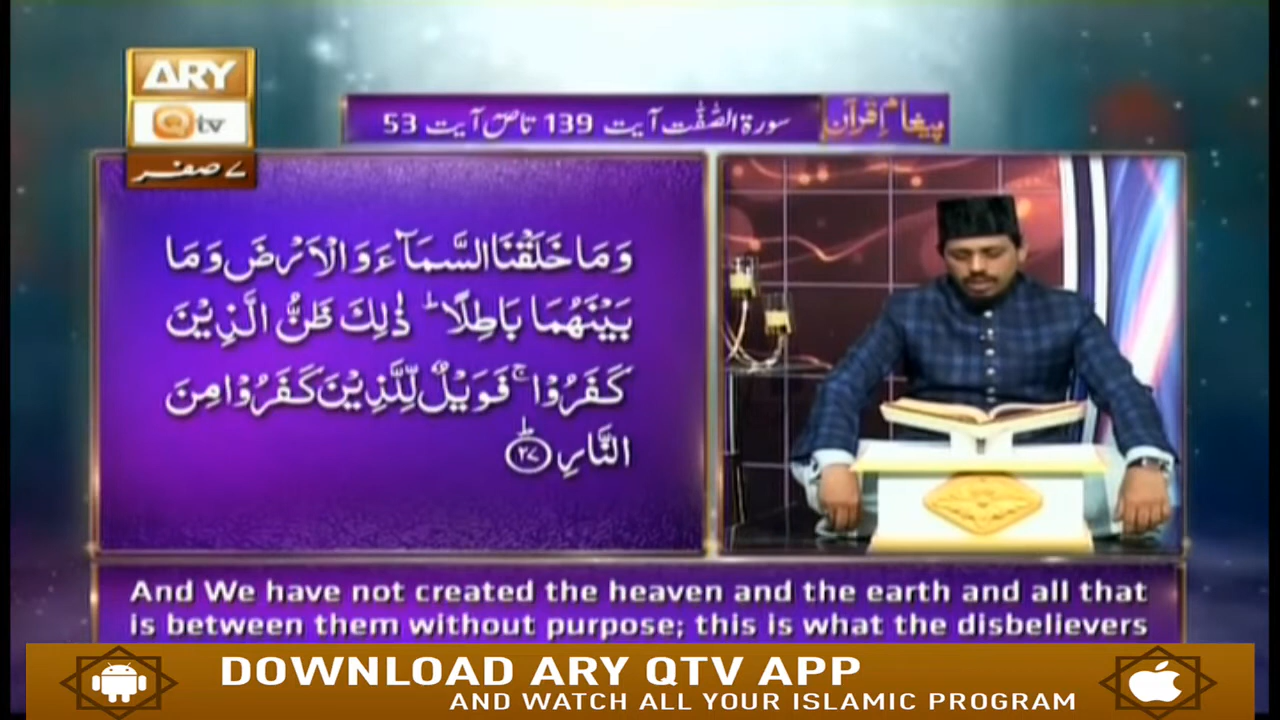 ARY
Qtv
٧ صفر
پیغامِ قرآن
سورۃ الصّٰفّٰت آیت 139 تا صٓ آیت 53
وَمَا خَلَقْنَا السَّمَآءَ وَالْاَرْضَ وَمَا
بَيْنَهُمَا بَاطِلًا ؕ ذٰلِكَ ظَنُّ الَّذِيْنَ
كَفَرُوْا ۚ فَوَيْلٌ لِّلَّذِيْنَ كَفَرُوْا مِنَ
النَّارِ ؕ ﴿۲۷﴾
And We have not created the heaven and the earth and all that
is between them without purpose; this is what the disbelievers
DOWNLOAD ARY QTV APP
AND WATCH ALL YOUR ISLAMIC PROGRAM